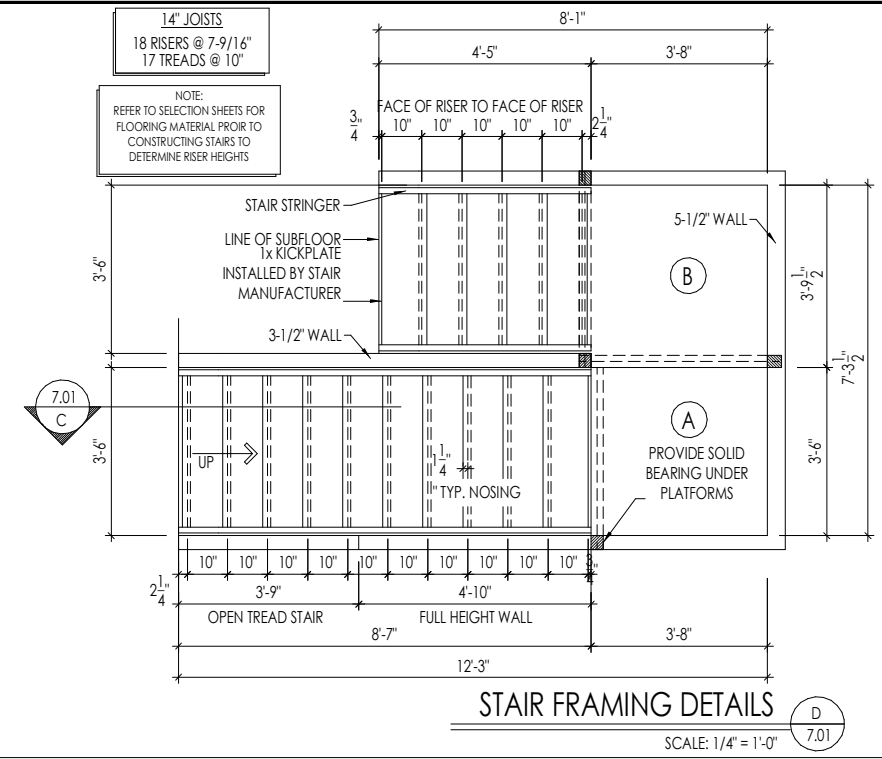 14" JOISTS
18 RISERS @ 7-9/16"
17 TREADS @ 10"
NOTE:
REFER TO SELECTION SHEETS FOR
FLOORING MATERIAL PROIR TO
CONSTRUCTING STAIRS TO
DETERMINE RISER HEIGHTS
8'-1"
4'-5" 3'-8"
FACE OF RISER TO FACE OF RISER
3/4" 10" 10" 10" 10" 10" 2 1/4"
STAIR STRINGER
LINE OF SUBFLOOR
1x KICKPLATE
INSTALLED BY STAIR
MANUFACTURER
3-1/2" WALL
5-1/2" WALL
B
3'-6"
3'-9 1/2"
7'-3 1/2"
7.01
C
3'-6"
UP
1 1/4
" TYP. NOSING
A
PROVIDE SOLID
BEARING UNDER
PLATFORMS
3'-6"
10" 10" 10" 10" 10" 10" 10" 10" 10" 10" 3/4"
2 1/4" 3'-9" 4'-10"
OPEN TREAD STAIR FULL HEIGHT WALL
8'-7" 3'-8"
12'-3"
STAIR FRAMING DETAILS
D
7.01
SCALE: 1/4" = 1'-0"